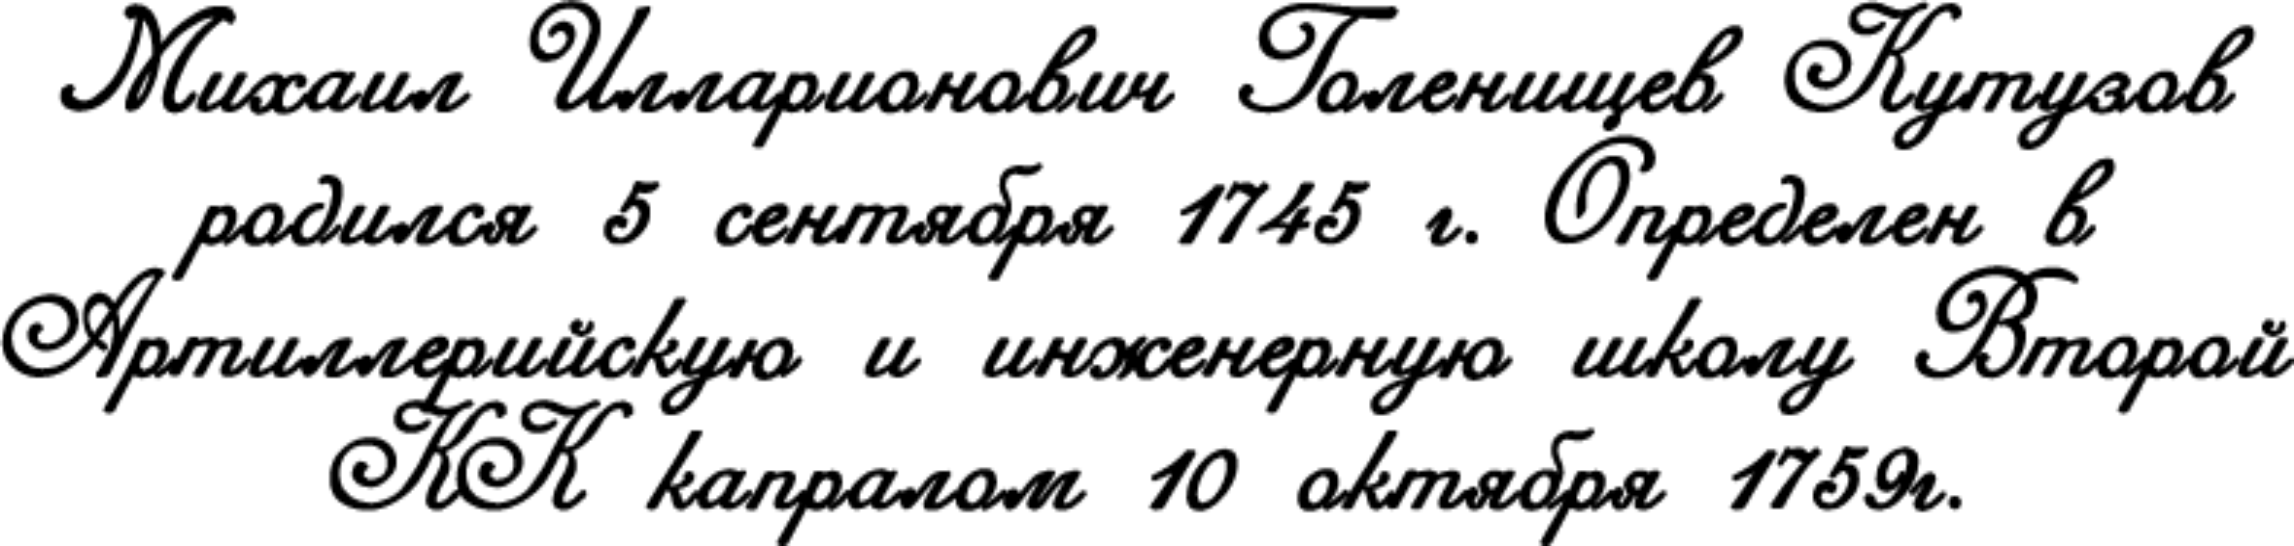 Михаил Илларионович Голенищев Кутузов
родился 5 сентября 1745 г. Определен в
Артиллерийскую и инженерную школу Второй
КК капралом 10 октября 1759г.